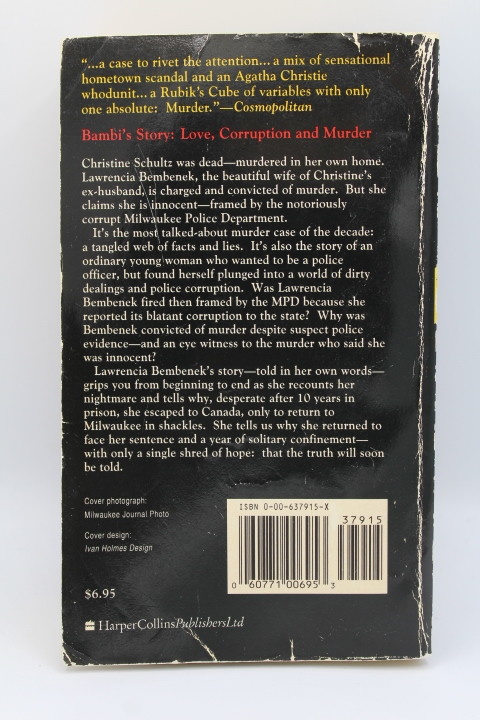 “...a case to rivet the attention... a mix of sensational
hometown scandal and an Agatha Christie
whodunit... a Rubik's Cube of variables with only
one absolute: Murder.”—Cosmopolitan
Bambi's Story: Love, Corruption and Murder
Christine Schultz was dead—murdered in her own home.
Lawrencia Bembenek, the beautiful wife of Christine's
ex-husband, is charged and convicted of murder. But she
claims she is innocent—framed by the notoriously
corrupt Milwaukee Police Department.
It's the most talked-about murder case of the decade:
a tangled web of facts and lies. It's also the story of an
ordinary young woman who wanted to be a police
officer, but found herself plunged into a world of dirty
dealings and police corruption. Was Lawrencia
Bembenek fired then framed by the MPD because she
reported its blatant corruption to the state? Why was
Bembenek convicted of murder despite suspect police
evidence—and an eye witness to the murder who said she
was innocent?
Lawrencia Bembenek's story—told in her own words—
grips you from beginning to end as she recounts her
nightmare and tells why, desperate after 10 years in
prison, she escaped to Canada, only to return to
Milwaukee in shackles. She tells us why she returned to
face her sentence and a year of solitary confinement—
with only a single shred of hope: that the truth will soon
be told.
Cover photograph:
Milwaukee Journal Photo
Cover design:
Ivan Holmes Design
ISBN 0-00-637915-X
37915
0 60771 00695 3
$6.95
HarperCollinsPublishersLtd